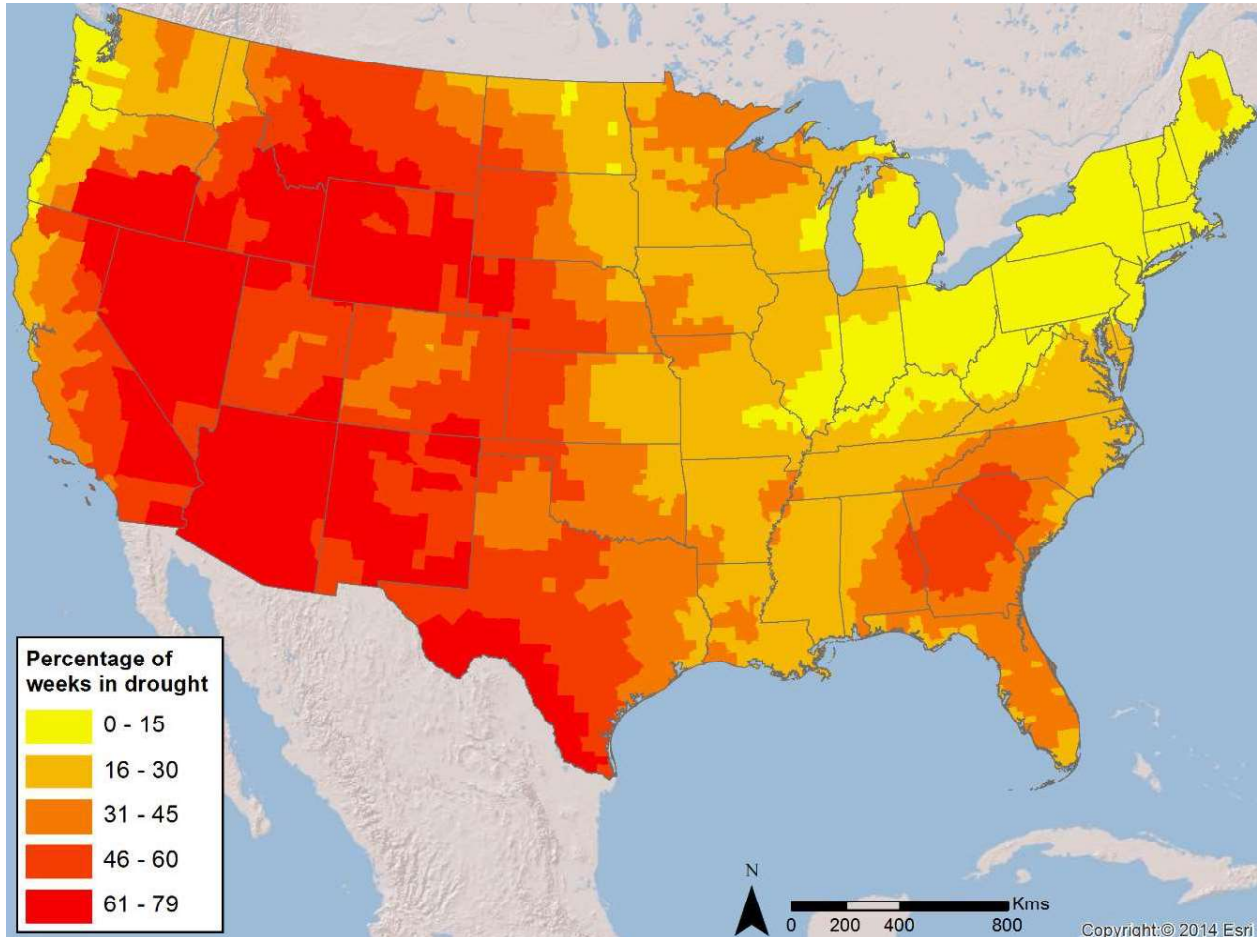 Percentage of
weeks in drought
0 - 15
16 - 30
31 - 45
46 - 60
61 - 79
N
Kms
0 200 400 800
Copyright:© 2014 Esri